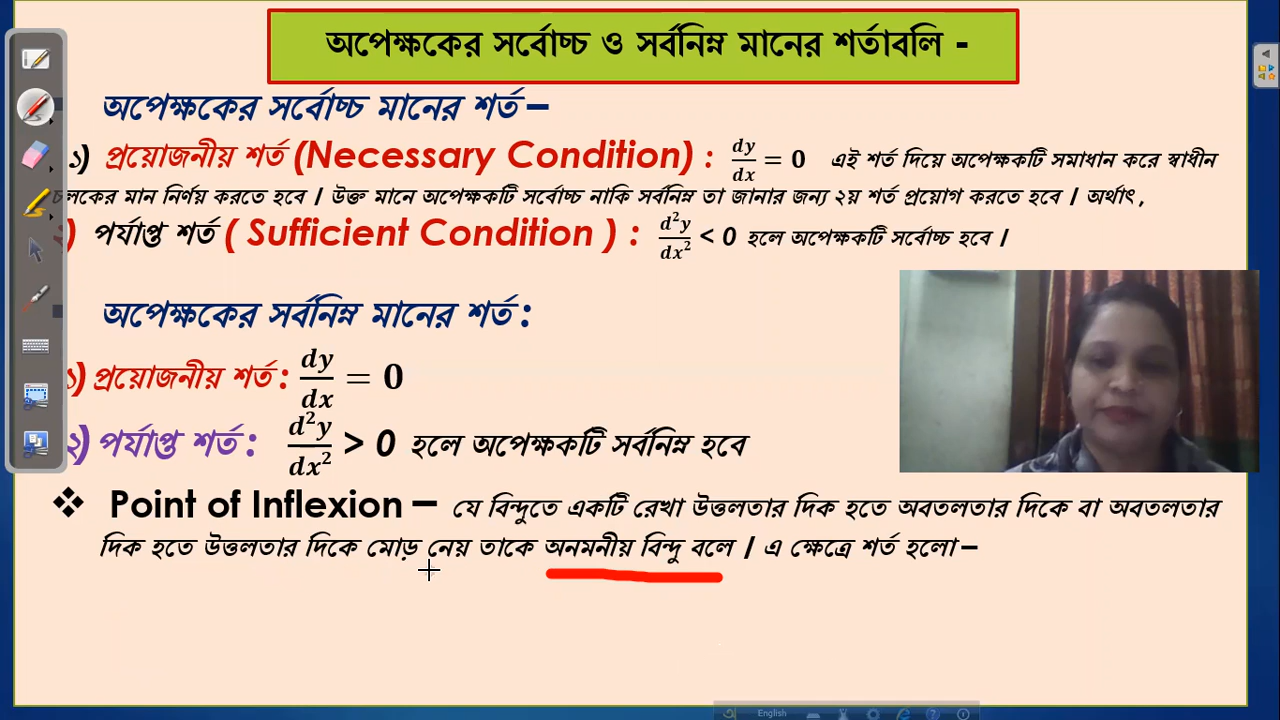 অপেক্ষকের সর্বোচ্চ ও সর্বনিম্ন মানের শর্তাবলি -
অপেক্ষকের সর্বোচ্চ মানের শর্ত–
১) প্রয়োজনীয় শর্ত (Necessary Condition) : dy/dx = 0 এই শর্ত দিয়ে অপেক্ষকটি সমাধান করে স্বাধীন
চলকের মান নির্ণয় করতে হবে। উক্ত মানে অপেক্ষকটি সর্বোচ্চ নাকি সর্বনিম্ন তা জানার জন্য ২য় শর্ত প্রয়োগ করতে হবে। অর্থাৎ,
২) পর্যাপ্ত শর্ত ( Sufficient Condition ) : d²y/dx² < 0 হলে অপেক্ষকটি সর্বোচ্চ হবে।
অপেক্ষকের সর্বনিম্ন মানের শর্ত:
১) প্রয়োজনীয় শর্ত: dy/dx = 0
২) পর্যাপ্ত শর্ত: d²y/dx² > 0 হলে অপেক্ষকটি সর্বনিম্ন হবে
❖ Point of Inflexion – যে বিন্দুতে একটি রেখা উত্তলতার দিক হতে অবতলতার দিকে বা অবতলতার
দিক হতে উত্তলতার দিকে মোড় নেয় তাকে অনমনীয় বিন্দু বলে। এ ক্ষেত্রে শর্ত হলো–
English